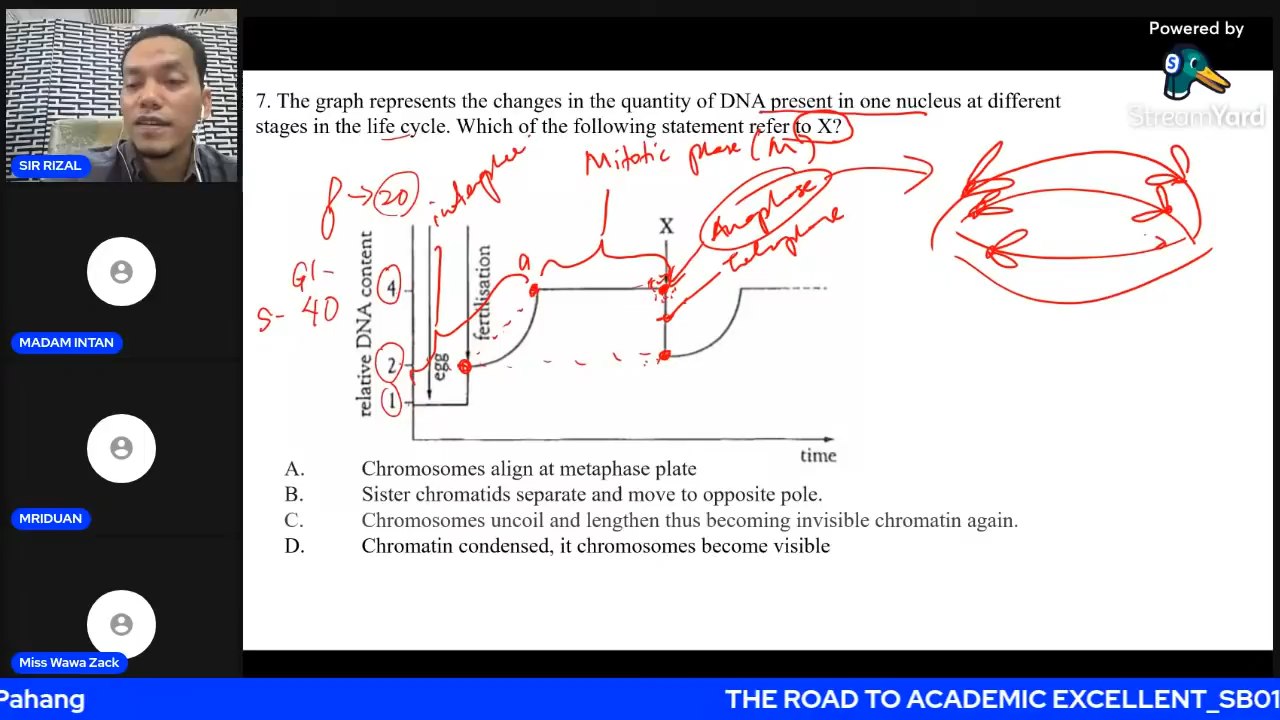 Powered by
S
StreamYard
SIR RIZAL
MADAM INTAN
MRIDUAN
Miss Wawa Zack
7. The graph represents the changes in the quantity of DNA present in one nucleus at different
stages in the life cycle. Which of the following statement refer to X?
Mitotic phase (M)
interphase
20
G1 -
S - 40
a
X
Anaphase
Telophase
relative DNA content
4
2
1
egg
fertilisation
time
A. Chromosomes align at metaphase plate
B. Sister chromatids separate and move to opposite pole.
C. Chromosomes uncoil and lengthen thus becoming invisible chromatin again.
D. Chromatin condensed, it chromosomes become visible
Pahang
THE ROAD TO ACADEMIC EXCELLENT_SB01